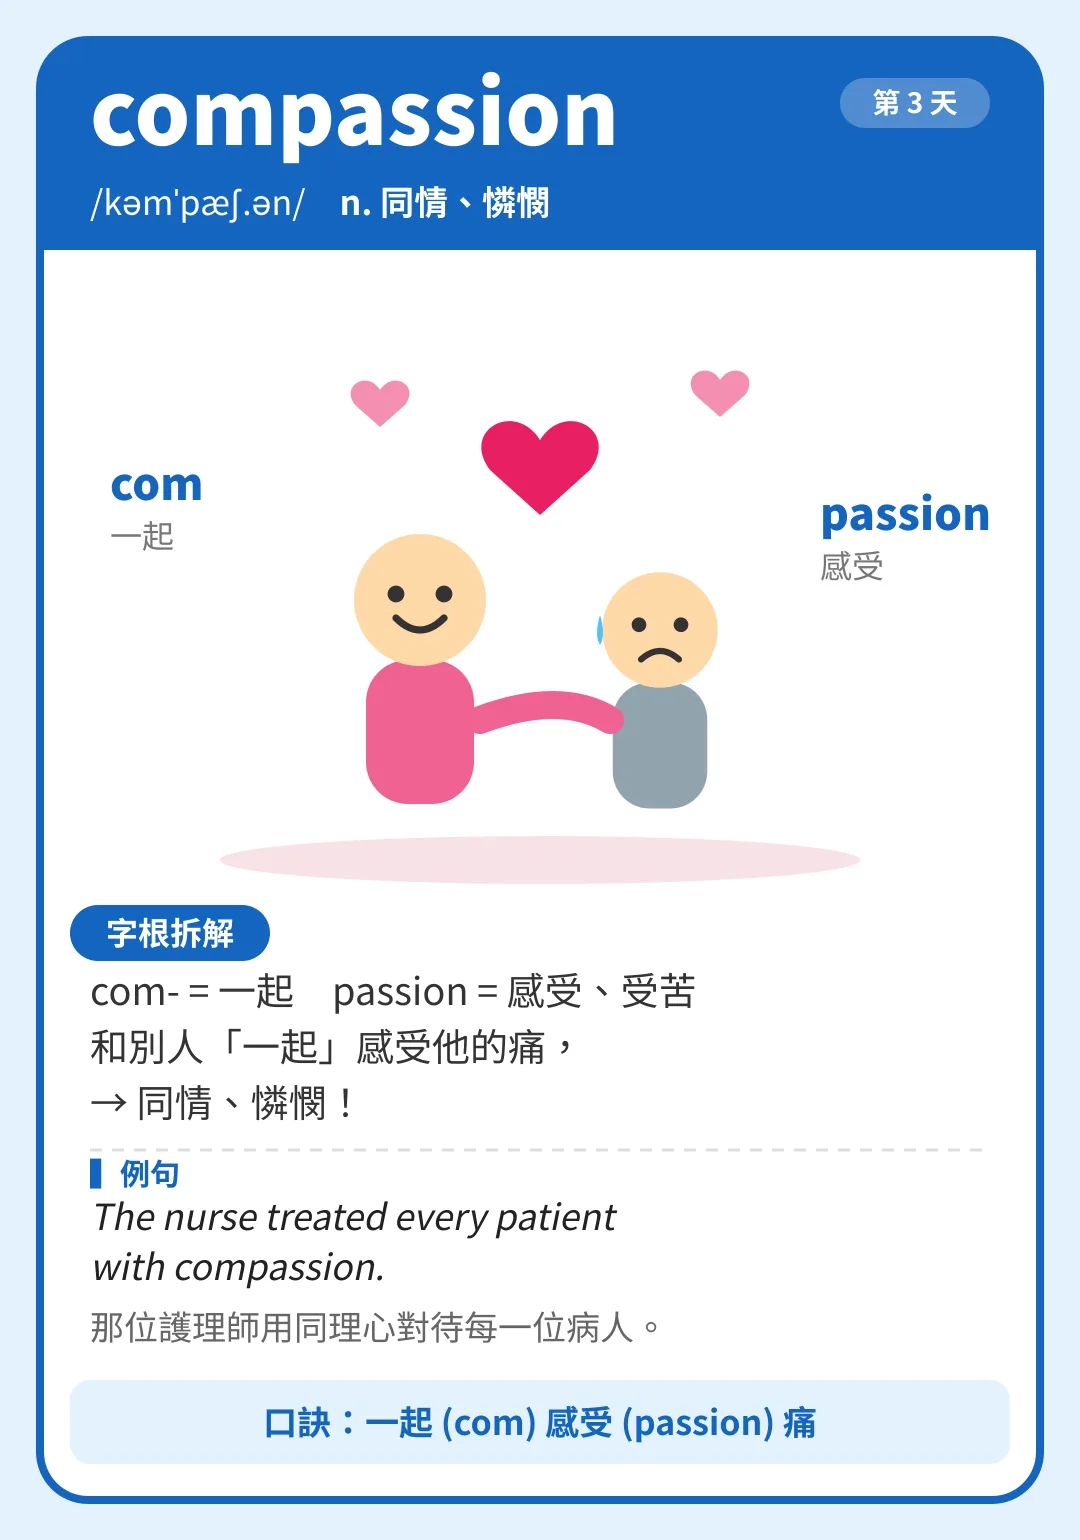 compassion
第 3 天
/kəmˈpæʃ.ən/ n. 同情、憐憫
com
一起
passion
感受
字根拆解
com- = 一起 passion = 感受、受苦
和別人「一起」感受他的痛，
→ 同情、憐憫！
例句
The nurse treated every patient
with compassion.
那位護理師用同理心對待每一位病人。
口訣：一起 (com) 感受 (passion) 痛